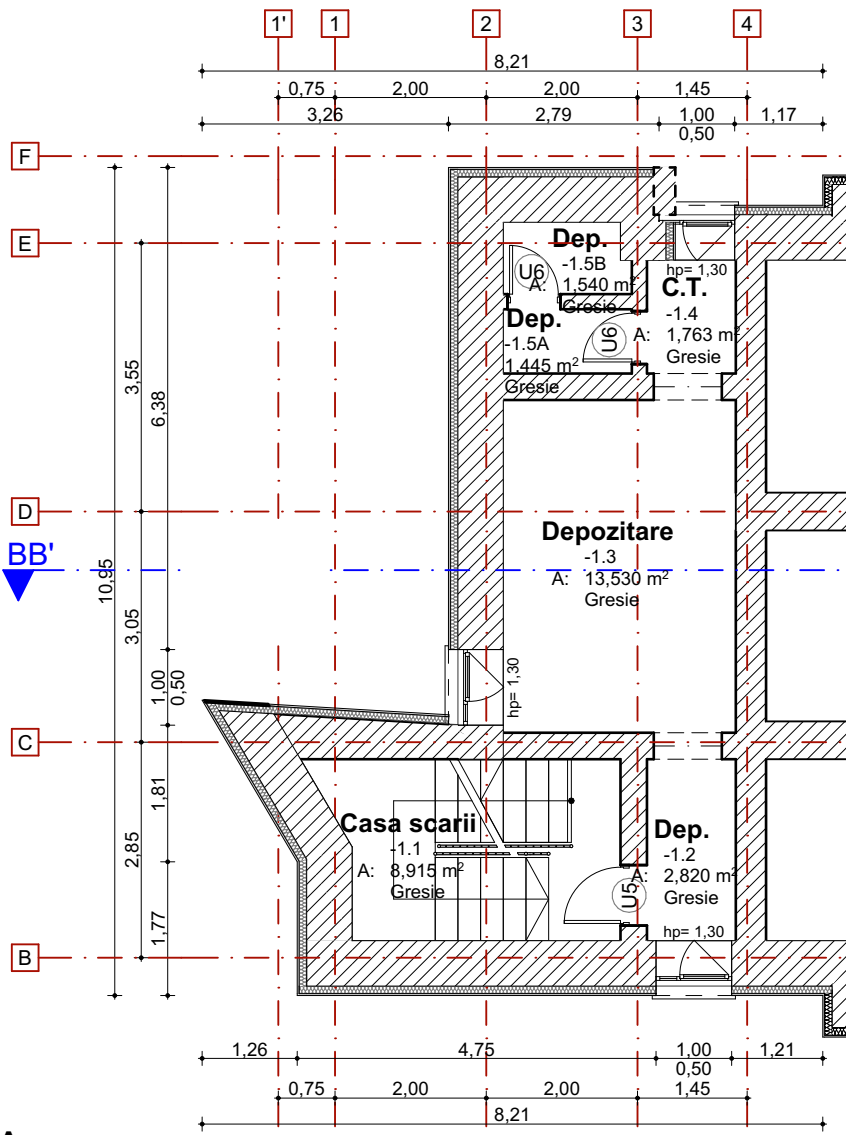 1' 1 2 3 4
8,21
0,75 2,00 2,00 1,45
3,26 2,79 1,00 1,17
0,50
F
E
Dep.
-1.5B
A: 1,540 m²
Gresie
U6
hp= 1,30
C.T.
-1.4
A: 1,763 m²
Gresie
Dep.
-1.5A
1,445 m²
Gresie
U6
3,55
6,38
D
BB'
10,95
Depozitare
-1.3
A: 13,530 m²
Gresie
3,05
1,00
0,50
hp= 1,30
C
1,81
2,85
1,77
Casa scarii
-1.1
A: 8,915 m²
Gresie
Dep.
-1.2
A: 2,820 m²
Gresie
U5
hp= 1,30
B
1,26 4,75 1,00 1,21
0,50
0,75 2,00 2,00 1,45
8,21